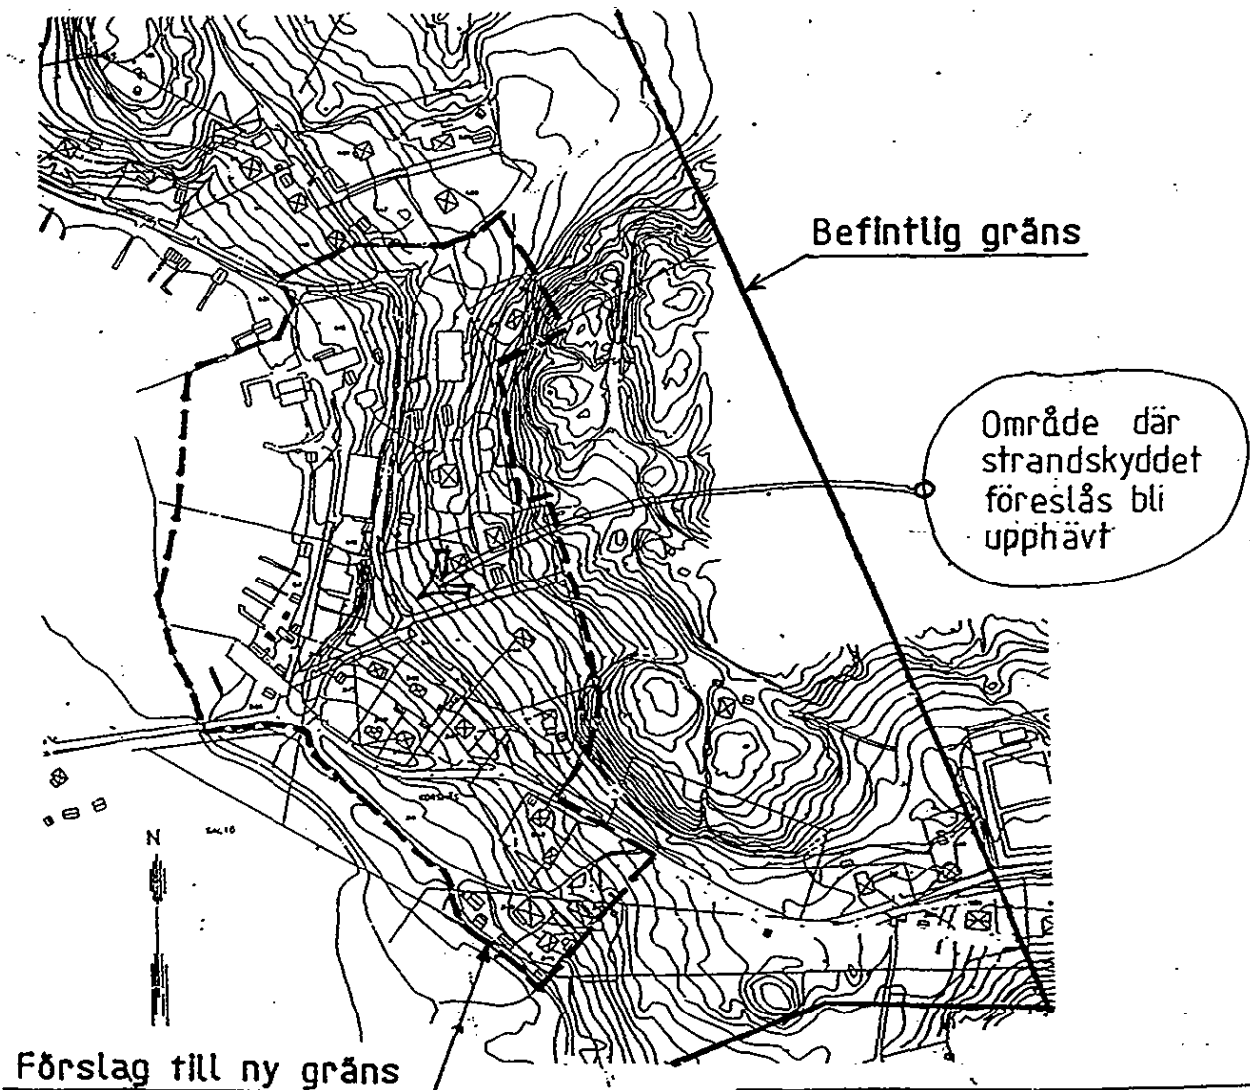 Befintlig gräns
Område där
strandskyddet
föreslås bli
upphävt
N
Förslag till ny gräns